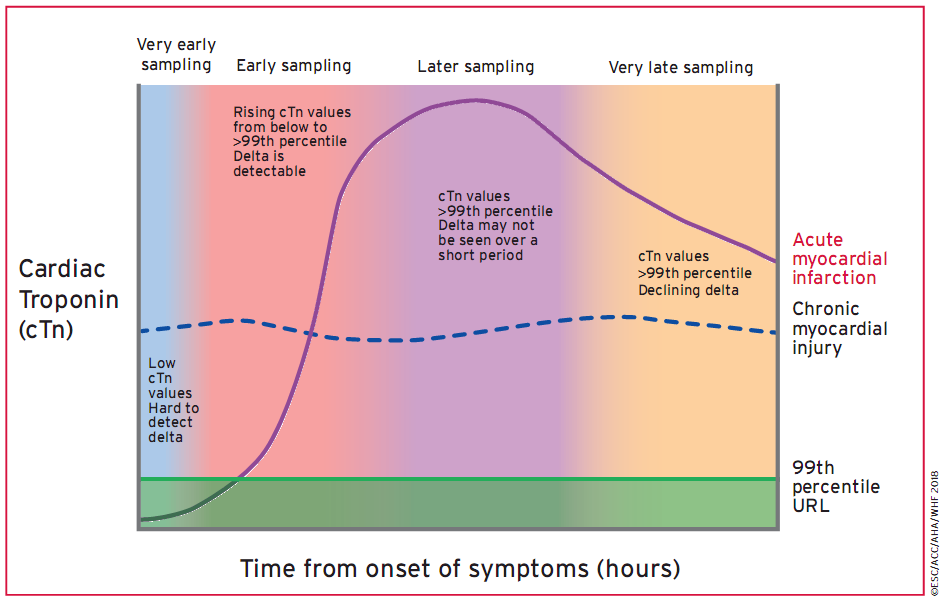 Very early
sampling
Early sampling
Later sampling
Very late sampling
Rising cTn values
from below to
>99th percentile
Delta is
detectable
cTn values
>99th percentile
Delta may not
be seen over a
short period
cTn values
>99th percentile
Declining delta
Low
cTn
values
Hard to
detect
delta
Cardiac
Troponin
(cTn)
Acute
myocardial
infarction
Chronic
myocardial
injury
99th
percentile
URL
Time from onset of symptoms (hours)
©ESC/ACC/AHA/WHF 2018